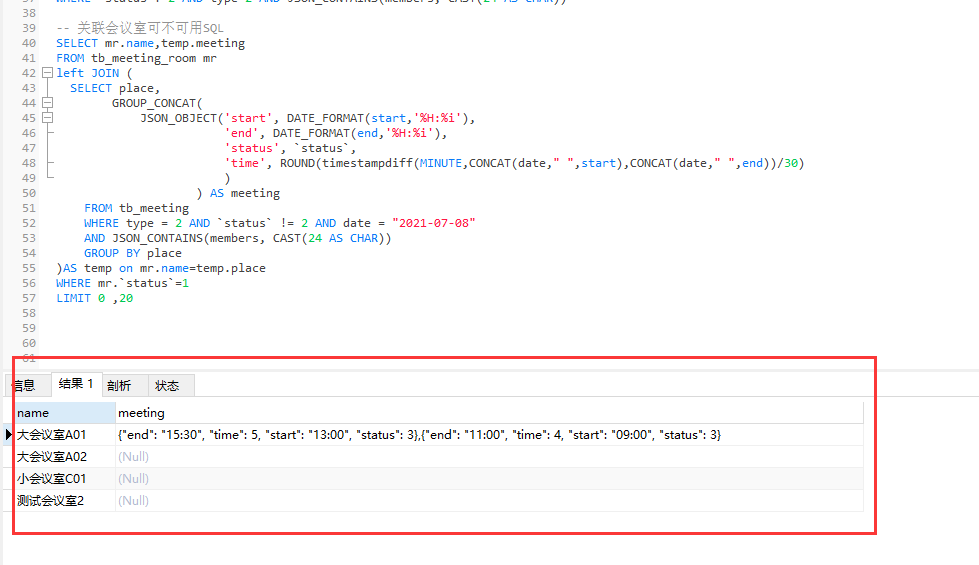 38
39 -- 关联会议室可不可用SQL
40 SELECT mr.name,temp.meeting
41 FROM tb_meeting_room mr
42 left JOIN (
43 SELECT place,
44 GROUP_CONCAT(
45 JSON_OBJECT('start', DATE_FORMAT(start,'%H:%i'),
46 'end', DATE_FORMAT(end,'%H:%i'),
47 'status', `status`,
48 'time', ROUND(timestampdiff(MINUTE,CONCAT(date," ",start),CONCAT(date," ",end))/30)
49 )
50 ) AS meeting
51 FROM tb_meeting
52 WHERE type = 2 AND `status` != 2 AND date = "2021-07-08"
53 AND JSON_CONTAINS(members, CAST(24 AS CHAR))
54 GROUP BY place
55 )AS temp on mr.name=temp.place
56 WHERE mr.`status`=1
57 LIMIT 0 ,20
58
59
60
61
信息 结果 1 剖析 状态
name meeting
大会议室A01 {"end": "15:30", "time": 5, "start": "13:00", "status": 3},{"end": "11:00", "time": 4, "start": "09:00", "status": 3}
大会议室A02 (Null)
小会议室C01 (Null)
测试会议室2 (Null)